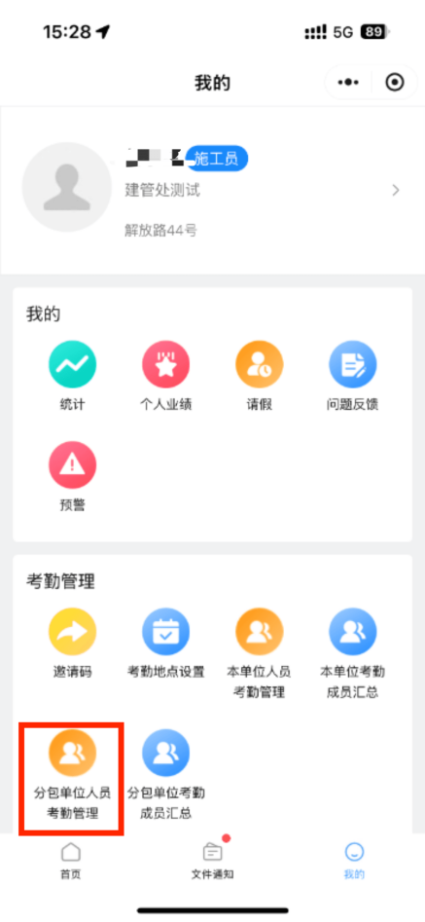 15:28
5G
89
我的
施工员
建管处测试
解放路44号
我的
统计
个人业绩
请假
问题反馈
预警
考勤管理
邀请码
考勤地点设置
本单位人员
考勤管理
本单位考勤
成员汇总
分包单位人员
考勤管理
分包单位考勤
成员汇总
首页
文件通知
我的